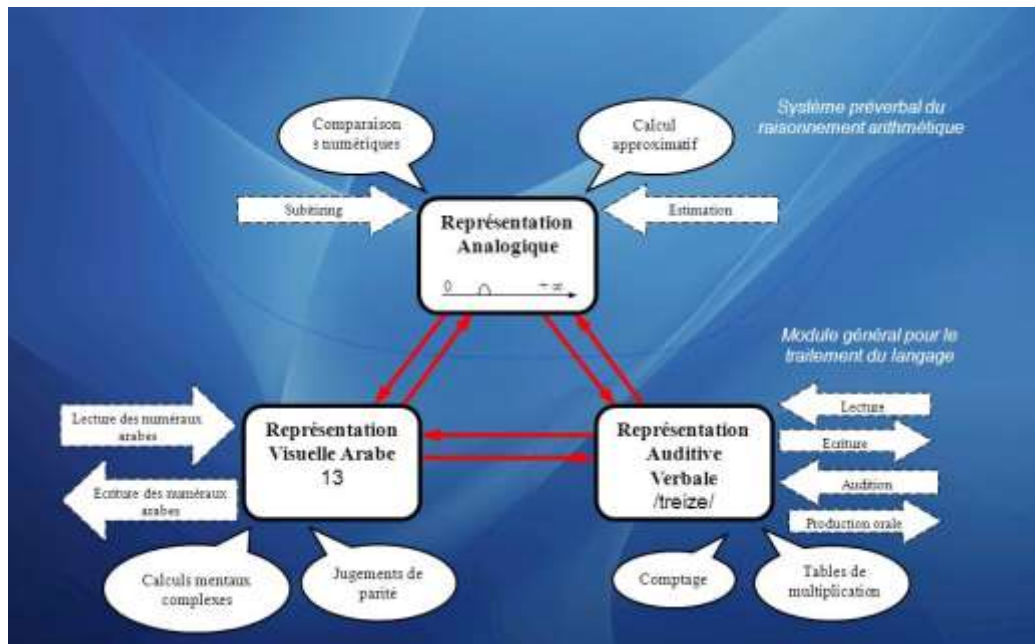 Système préverbal du
raisonnement arithmétique
Comparaison
s numériques
Calcul
approximatif
Subitizing
Estimation
Représentation
Analogique
0 + ∞
Module général pour le
traitement du langage
Lecture des numéraux
arabes
Ecriture des numéraux
arabes
Représentation
Visuelle Arabe
13
Représentation
Auditive
Verbale
/treize/
Lecture
Ecriture
Audition
Production orale
Calculs mentaux
complexes
Jugements de
parité
Comptage
Tables de
multiplication